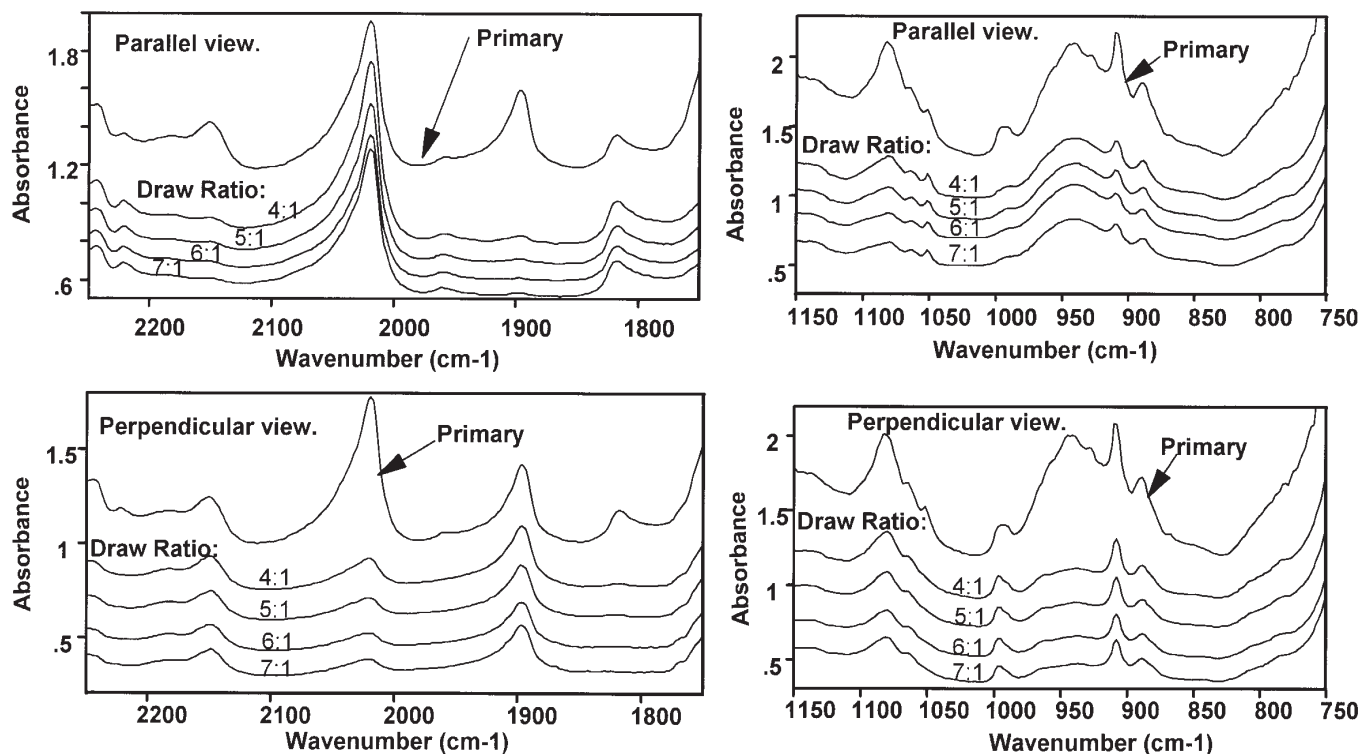 Parallel view.
Primary
Draw Ratio:
4:1
5:1
6:1
7:1
1.8
1.2
.6
Absorbance
2200
2100
2000
1900
1800
Wavenumber (cm-1)
Parallel view.
Primary
Draw Ratio:
4:1
5:1
6:1
7:1
2
1.5
1
.5
Absorbance
1150
1100
1050
1000
950
900
850
800
750
Wavenumber (cm-1)
Perpendicular view.
Primary
Draw Ratio:
4:1
5:1
6:1
7:1
1.5
1
.5
Absorbance
2200
2100
2000
1900
1800
Wavenumber (cm-1)
Perpendicular view.
Primary
Draw Ratio:
4:1
5:1
6:1
7:1
2
1.5
1
.5
Absorbance
1150
1100
1050
1000
950
900
850
800
750
Wavenumber (cm-1)